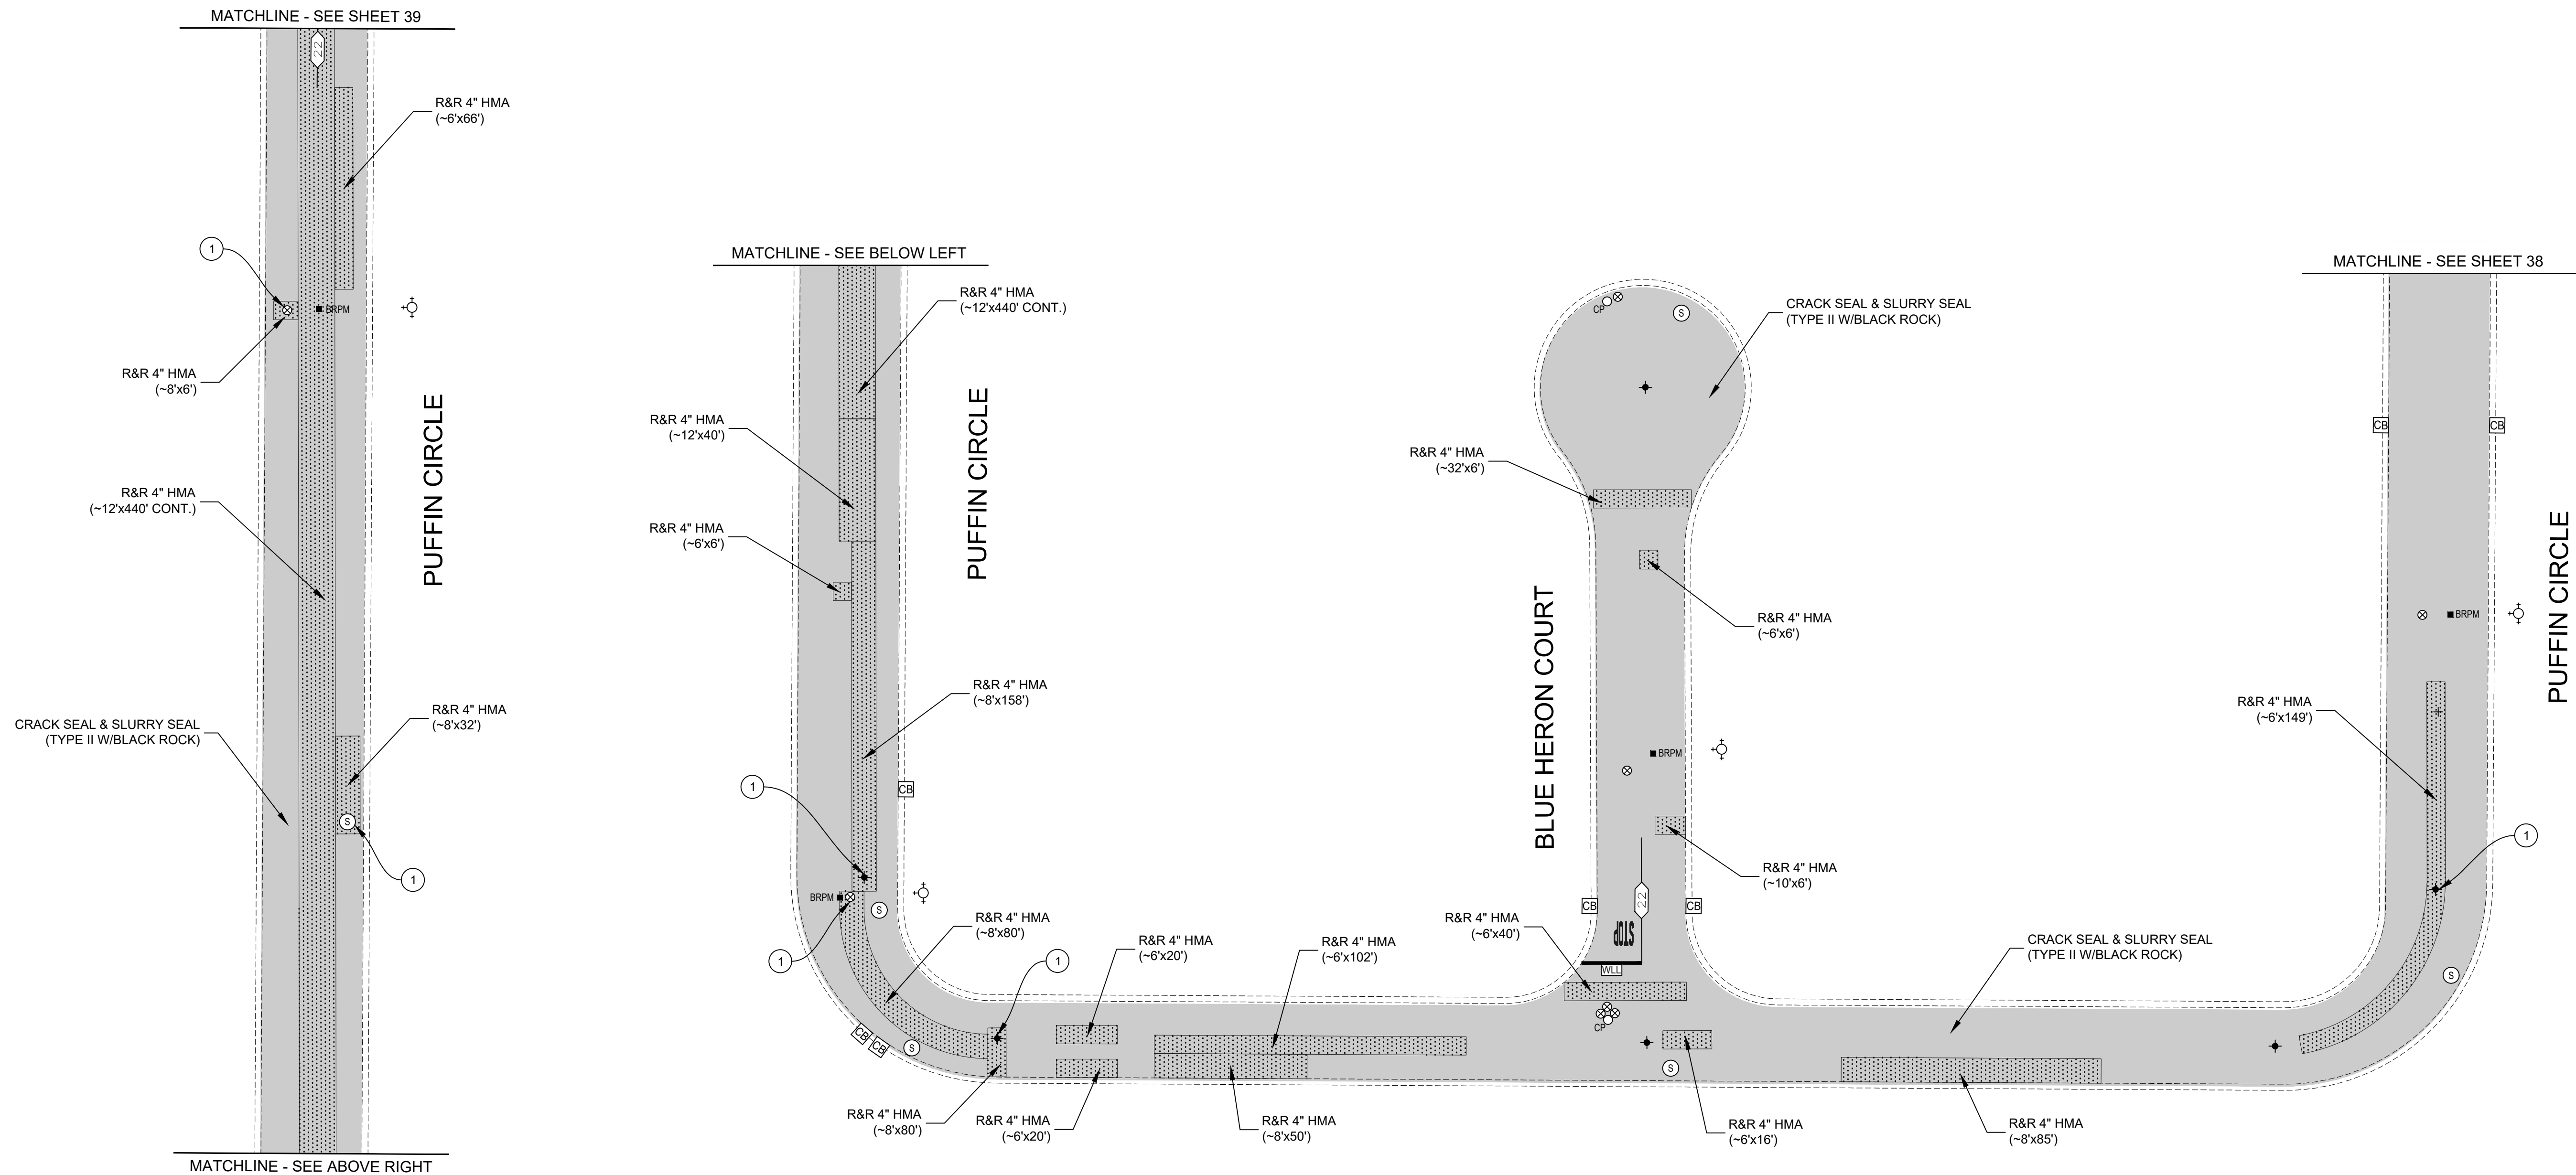 MATCHLINE - SEE SHEET 39
22
R&R 4" HMA
(~6'x66')
1
BRPM
R&R 4" HMA
(~8'x6')
PUFFIN CIRCLE
R&R 4" HMA
(~12'x440' CONT.)
R&R 4" HMA
(~8'x32')
CRACK SEAL & SLURRY SEAL
(TYPE II W/BLACK ROCK)
S
1
MATCHLINE - SEE ABOVE RIGHT
MATCHLINE - SEE BELOW LEFT
R&R 4" HMA
(~12'x440' CONT.)
R&R 4" HMA
(~12'x40')
PUFFIN CIRCLE
R&R 4" HMA
(~6'x6')
R&R 4" HMA
(~8'x158')
1
CB
BRPM
S
1
R&R 4" HMA
(~8'x80')
1
CB
CB
S
R&R 4" HMA
(~8'x80')
R&R 4" HMA
(~6'x20')
R&R 4" HMA
(~6'x20')
R&R 4" HMA
(~6'x102')
R&R 4" HMA
(~8'x50')
CP
S
CRACK SEAL & SLURRY SEAL
(TYPE II W/BLACK ROCK)
R&R 4" HMA
(~32'x6')
R&R 4" HMA
(~6'x6')
BLUE HERON COURT
BRPM
R&R 4" HMA
(~10'x6')
22
CB
CB
STOP
WLL
R&R 4" HMA
(~6'x40')
CP
S
R&R 4" HMA
(~6'x16')
CRACK SEAL & SLURRY SEAL
(TYPE II W/BLACK ROCK)
R&R 4" HMA
(~8'x85')
MATCHLINE - SEE SHEET 38
CB
CB
BRPM
PUFFIN CIRCLE
R&R 4" HMA
(~6'x149')
1
S